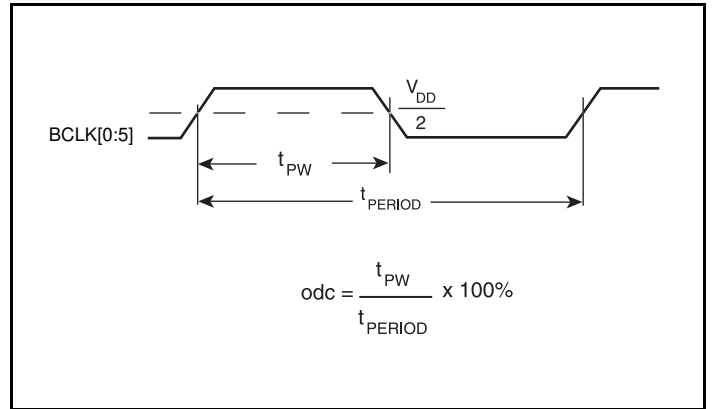 V_DD
2
BCLK[0:5]
t_PW
t_PERIOD
odc = t_PW / t_PERIOD x 100%